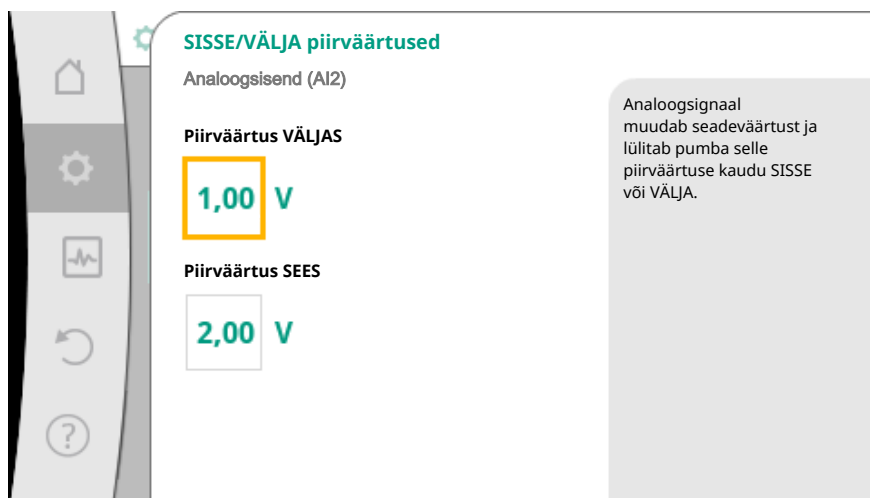 SISSE/VÄLJA piirväärtused
Analoogsisend (AI2)
Piirväärtus VÄLJAS
1,00 V
Piirväärtus SEES
2,00 V
Analoogsignaal
muudab seadeväärtust ja
lülitab pumba selle
piirväärtuse kaudu SISSE
või VÄLJA.
?